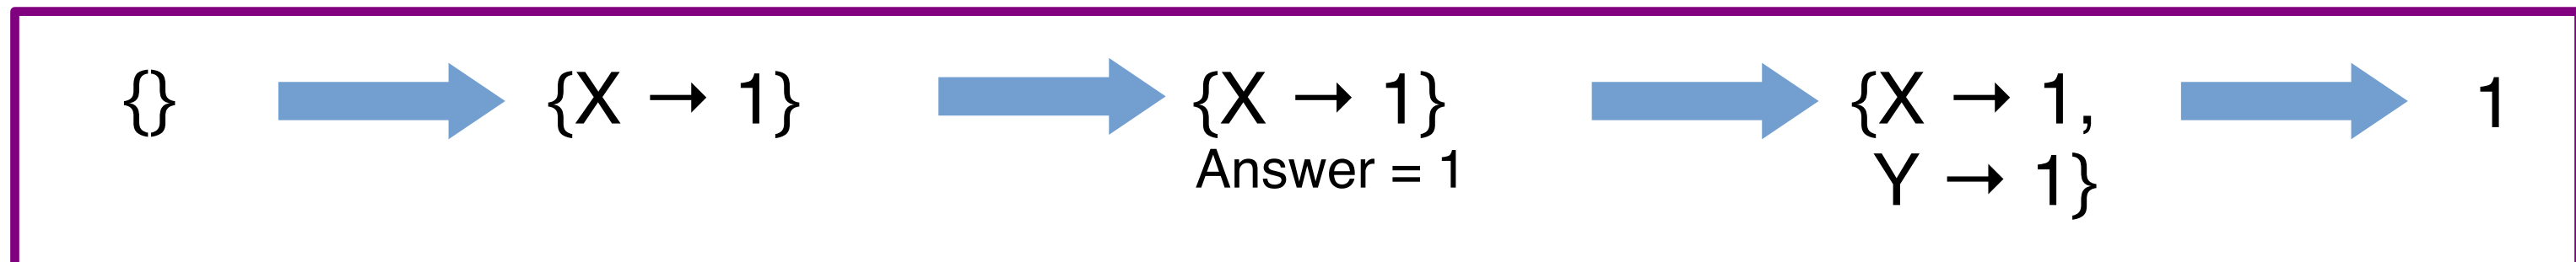 {} {X → 1} {X → 1} {X → 1, 1
Answer = 1 Y → 1}